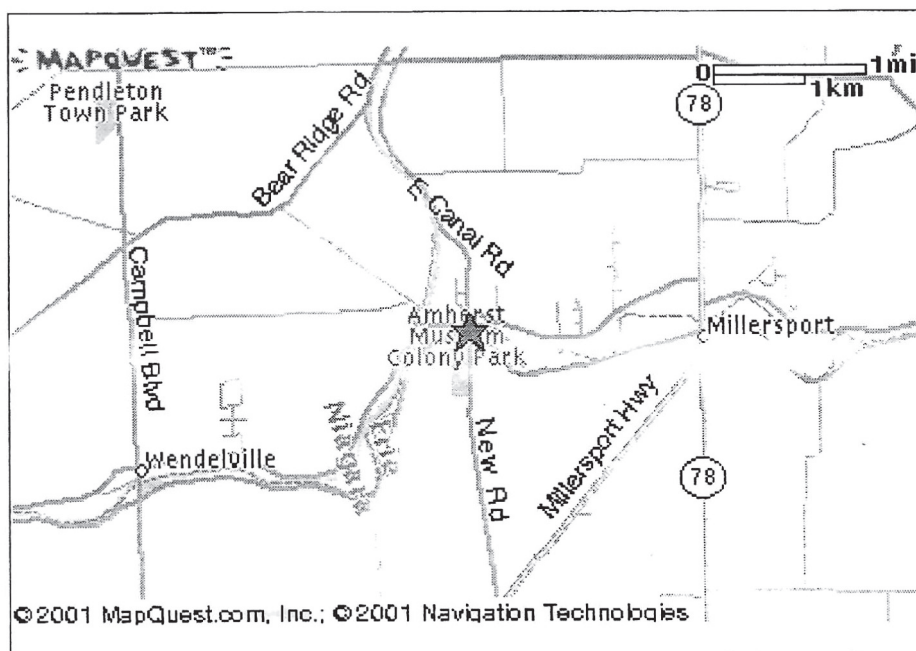 MAPQUEST™
Pendleton
Town Park
Bear Ridge Rd
0 1mi
1km
78
E Canal Rd
Campbell Blvd
Amherst
Museum
Colony Park
Millersport
Wendelville
New Rd
Millersport Hwy
78
©2001 MapQuest.com, Inc.; ©2001 Navigation Technologies